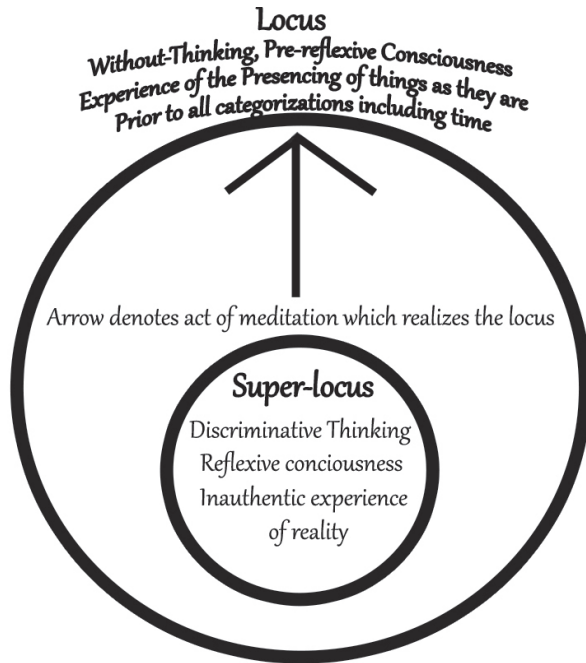 Locus
Without-Thinking, Pre-reflexive Consciousness
Experience of the Presencing of things as they are
Prior to all categorizations including time
Arrow denotes act of meditation which realizes the locus
Super-locus
Discriminative Thinking
Reflexive conciousness
Inauthentic experience
of reality